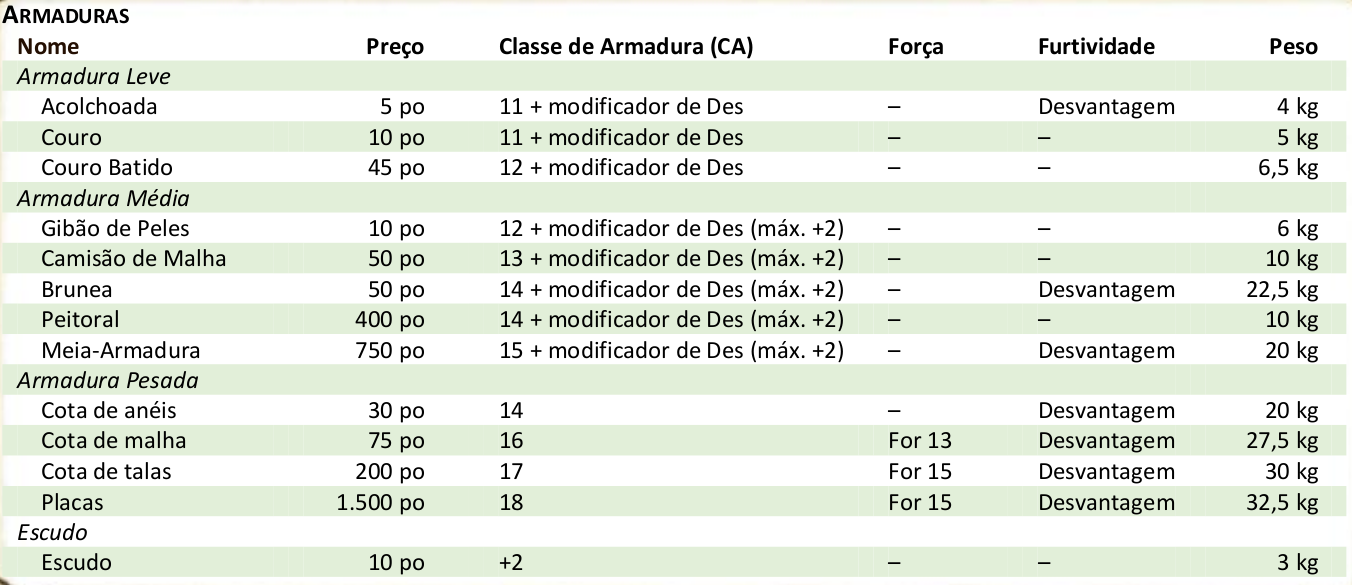 ARMADURAS
Nome Preço Classe de Armadura (CA) Força Furtividade Peso
Armadura Leve
Acolchoada 5 po 11 + modificador de Des – Desvantagem 4 kg
Couro 10 po 11 + modificador de Des – – 5 kg
Couro Batido 45 po 12 + modificador de Des – – 6,5 kg
Armadura Média
Gibão de Peles 10 po 12 + modificador de Des (máx. +2) – – 6 kg
Camisão de Malha 50 po 13 + modificador de Des (máx. +2) – – 10 kg
Brunea 50 po 14 + modificador de Des (máx. +2) – Desvantagem 22,5 kg
Peitoral 400 po 14 + modificador de Des (máx. +2) – – 10 kg
Meia-Armadura 750 po 15 + modificador de Des (máx. +2) – Desvantagem 20 kg
Armadura Pesada
Cota de anéis 30 po 14 – Desvantagem 20 kg
Cota de malha 75 po 16 For 13 Desvantagem 27,5 kg
Cota de talas 200 po 17 For 15 Desvantagem 30 kg
Placas 1.500 po 18 For 15 Desvantagem 32,5 kg
Escudo
Escudo 10 po +2 – – 3 kg